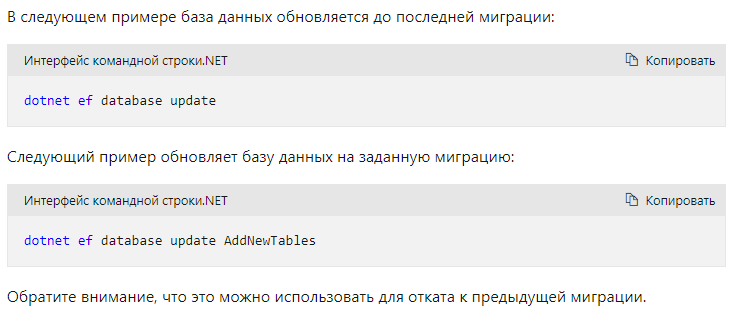 В следующем примере база данных обновляется до последней миграции:
Интерфейс командной строки.NET Копировать
dotnet ef database update
Следующий пример обновляет базу данных на заданную миграцию:
Интерфейс командной строки.NET Копировать
dotnet ef database update AddNewTables
Обратите внимание, что это можно использовать для отката к предыдущей миграции.